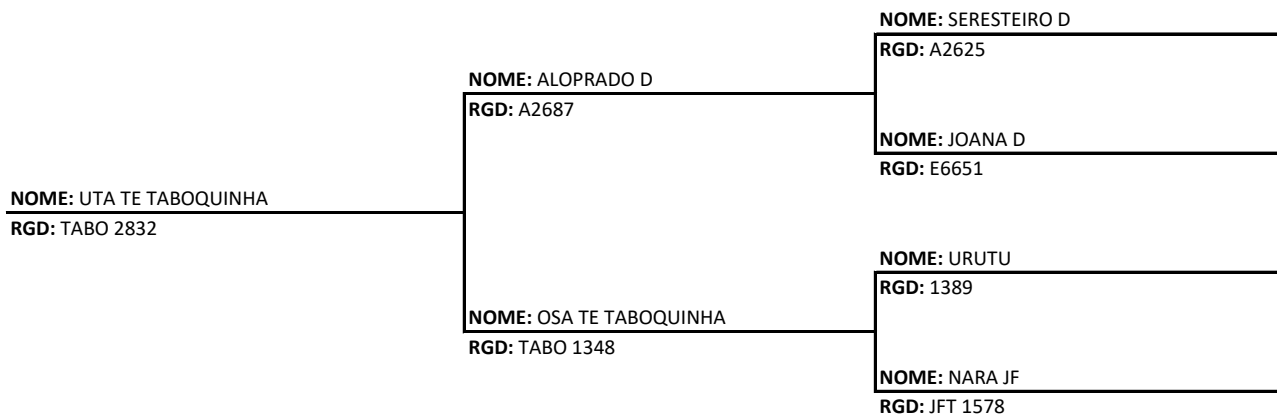 NOME: SERESTEIRO D
RGD: A2625
NOME: ALOPRADO D
RGD: A2687
NOME: JOANA D
RGD: E6651
NOME: UTA TE TABOQUINHA
RGD: TABO 2832
NOME: URUTU
RGD: 1389
NOME: OSA TE TABOQUINHA
RGD: TABO 1348
NOME: NARA JF
RGD: JFT 1578